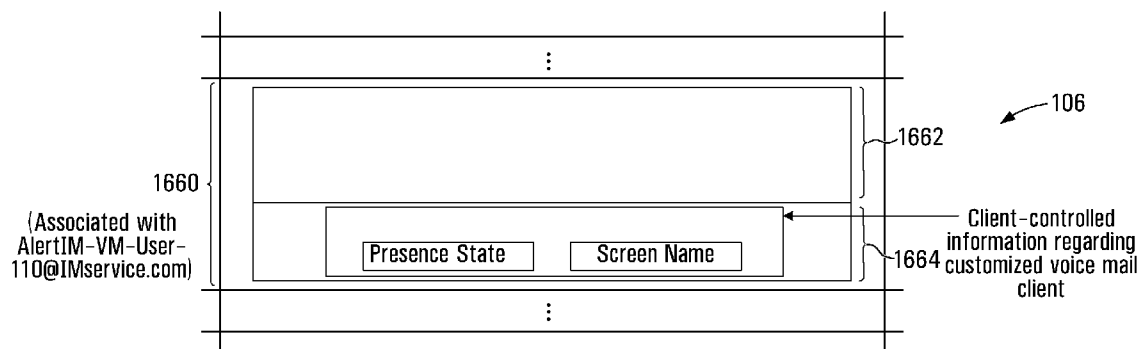 ⋮
106
1662
1660
(Associated with
AlertIM-VM-User-
110@IMservice.com)
Presence State
Screen Name
1664
Client-controlled
information regarding
customized voice mail
client
⋮